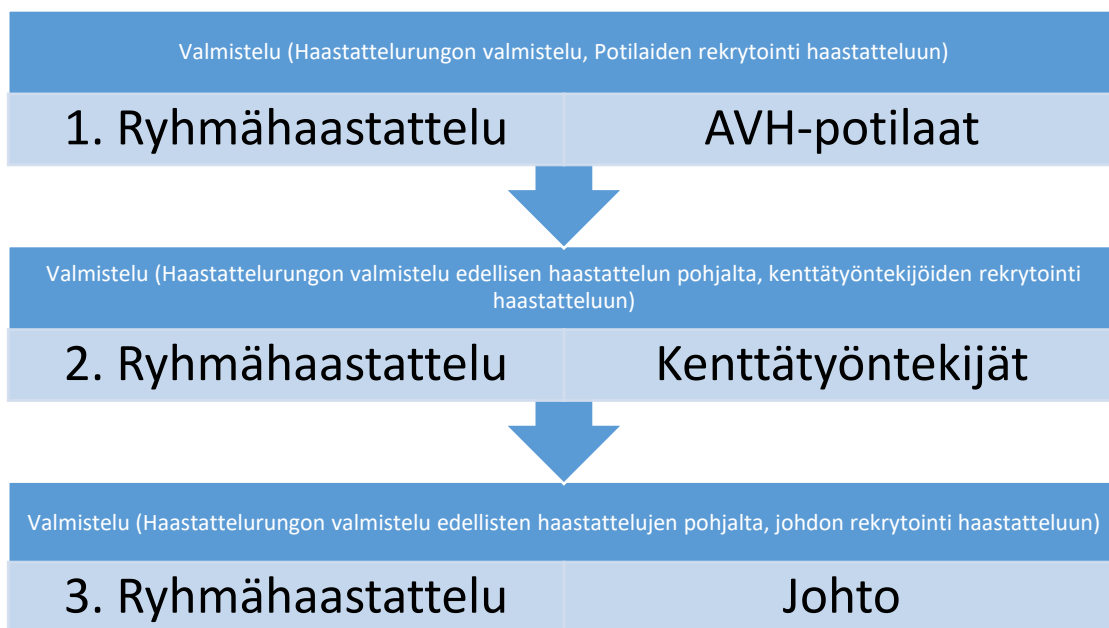 Valmistelu (Haastattelurungon valmistelu, Potilaiden rekrytointi haastatteluun)
1. Ryhmähaastattelu AVH-potilaat
Valmistelu (Haastattelurungon valmistelu edellisen haastattelun pohjalta, kenttätyöntekijöiden rekrytointi
haastatteluun)
2. Ryhmähaastattelu Kenttätyöntekijät
Valmistelu (Haastattelurungon valmistelu edellisten haastattelujen pohjalta, johdon rekrytointi haastatteluun)
3. Ryhmähaastattelu Johto